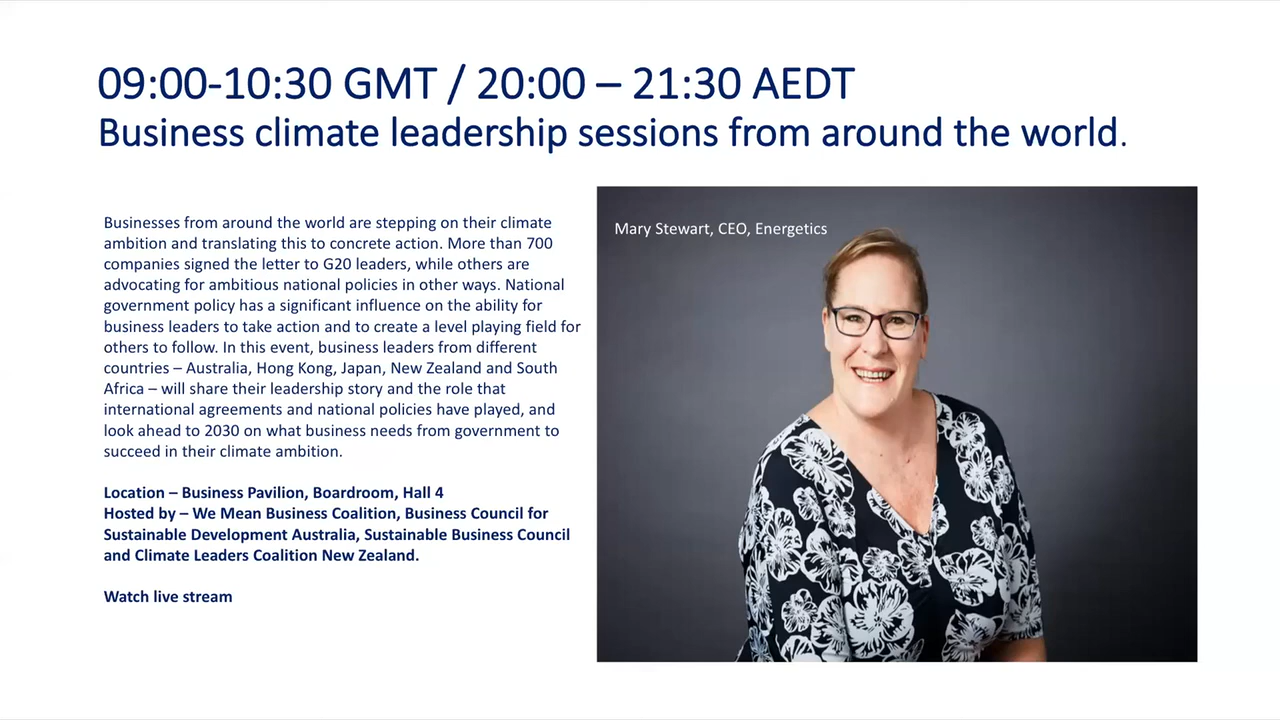 09:00-10:30 GMT / 20:00 – 21:30 AEDT
Business climate leadership sessions from around the world.
Businesses from around the world are stepping on their climate
ambition and translating this to concrete action. More than 700
companies signed the letter to G20 leaders, while others are
advocating for ambitious national policies in other ways. National
government policy has a significant influence on the ability for
business leaders to take action and to create a level playing field for
others to follow. In this event, business leaders from different
countries – Australia, Hong Kong, Japan, New Zealand and South
Africa – will share their leadership story and the role that
international agreements and national policies have played, and
look ahead to 2030 on what business needs from government to
succeed in their climate ambition.
Location – Business Pavilion, Boardroom, Hall 4
Hosted by – We Mean Business Coalition, Business Council for
Sustainable Development Australia, Sustainable Business Council
and Climate Leaders Coalition New Zealand.
Watch live stream
Mary Stewart, CEO, Energetics